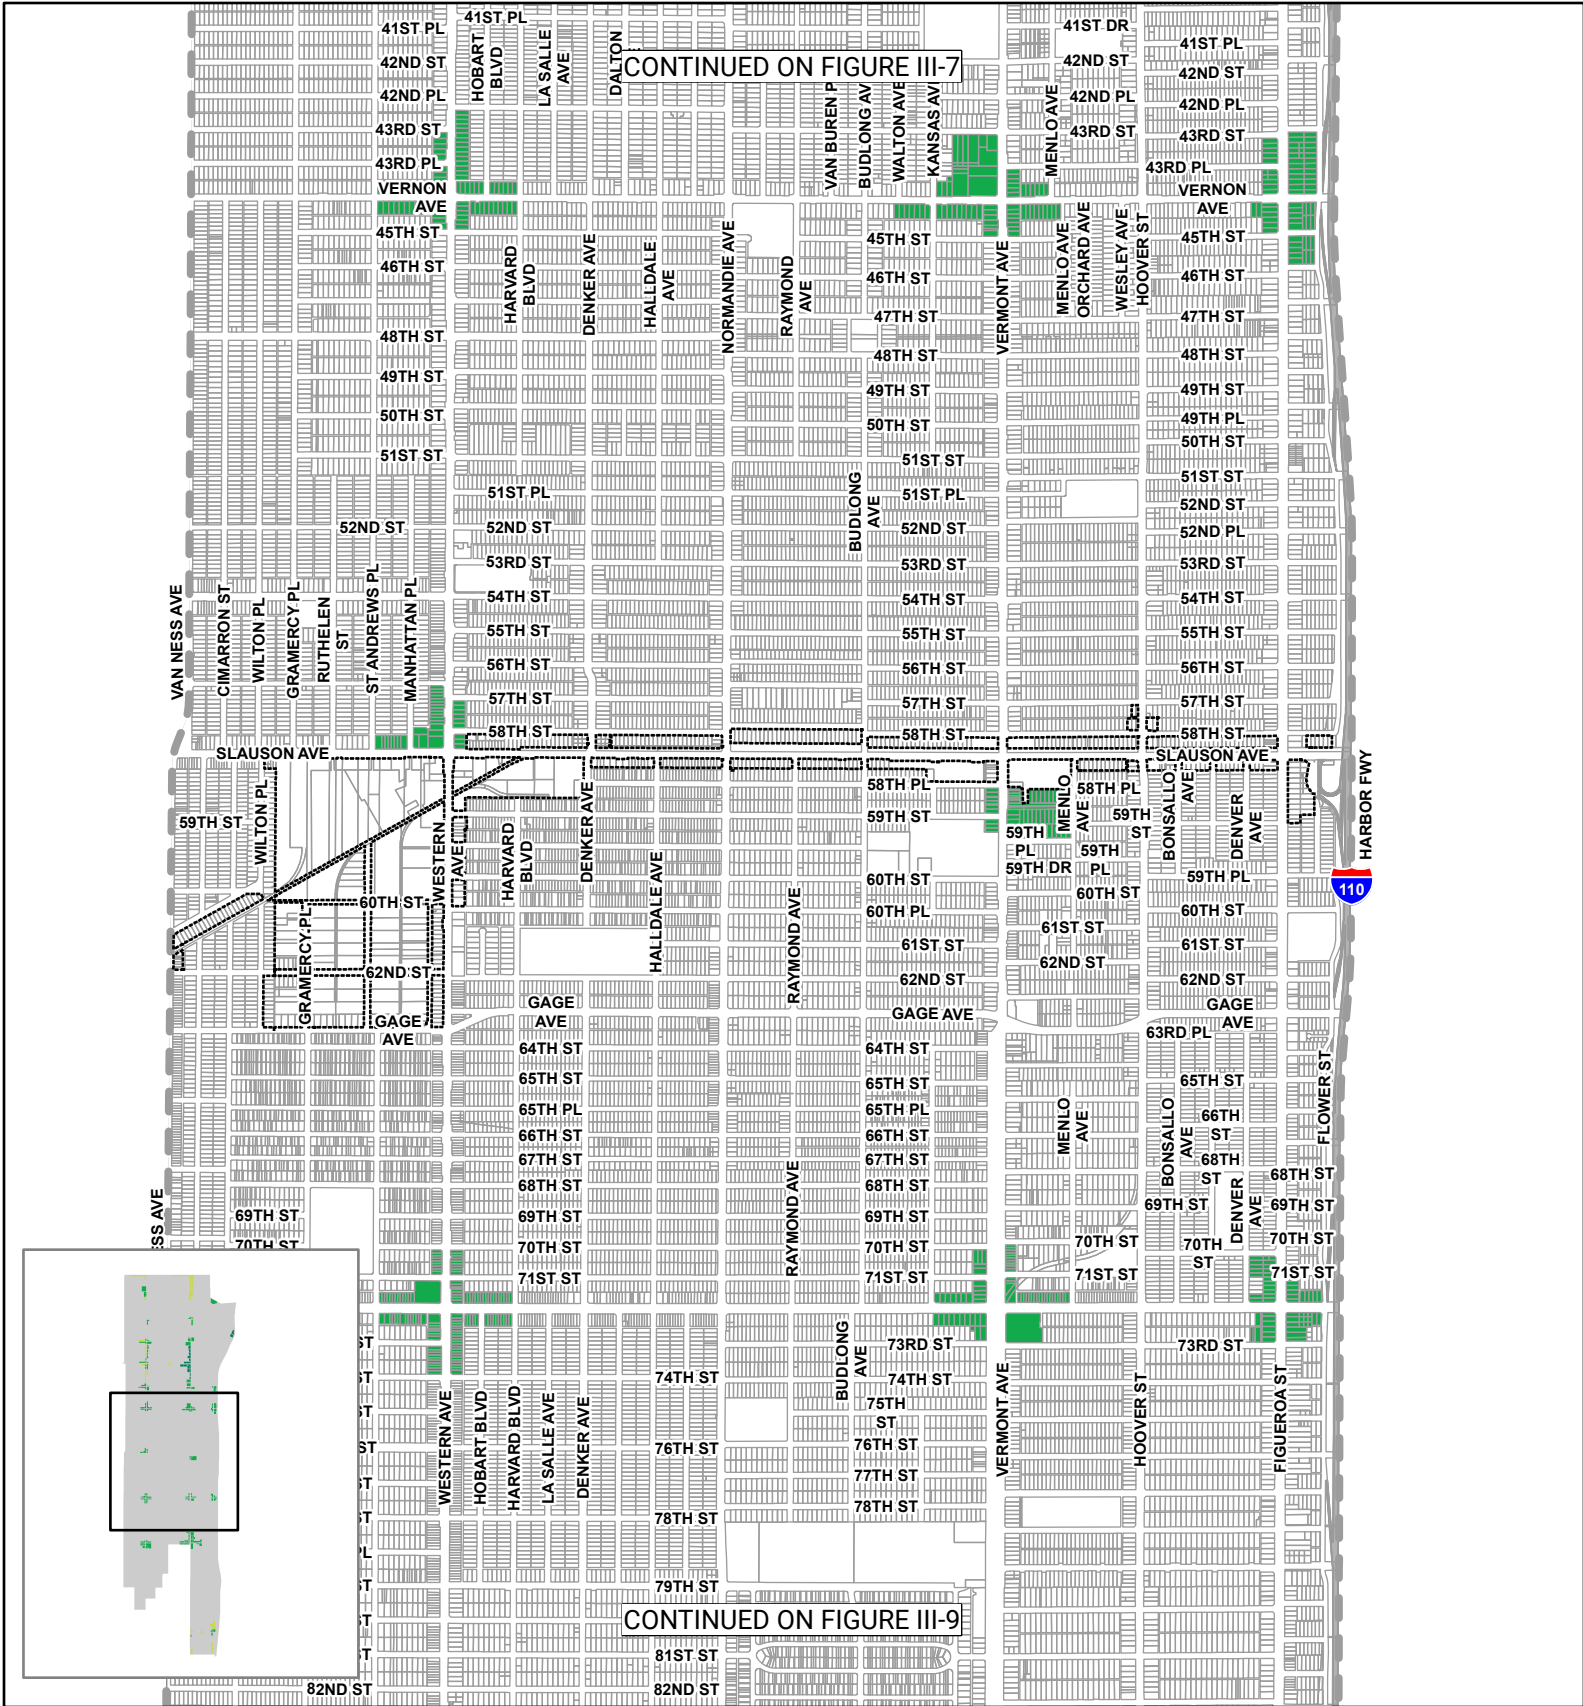 41ST PL
41ST PL
42ND ST
42ND PL
43RD ST
43RD PL
VERNON
AVE
45TH ST
46TH ST
48TH ST
49TH ST
50TH ST
51ST ST
52ND ST
HOBART
BLVD
LA SALLE
AVE
DALTON
CONTINUED ON FIGURE III-7
VAN BUREN P
BUDLONG AV
WALTON AVE
KANSAS AVE
MENLO AVE
41ST DR
42ND ST
42ND PL
43RD ST
41ST PL
42ND ST
42ND PL
43RD ST
43RD PL
VERNON
AVE
45TH ST
46TH ST
47TH ST
48TH ST
49TH ST
49TH PL
50TH ST
51ST ST
52ND ST
52ND PL
53RD ST
54TH ST
55TH ST
56TH ST
57TH ST
58TH ST
SLAUSON AVE
HARVARD
BLVD
DENKER AVE
HALLDALE
AVE
NORMANDIE AVE
RAYMOND
AVE
45TH ST
46TH ST
47TH ST
48TH ST
49TH ST
50TH ST
51ST ST
51ST PL
52ND ST
53RD ST
54TH ST
55TH ST
56TH ST
57TH ST
58TH ST
VERMONT AVE
MENLO AVE
ORCHARD AVE
WESLEY AVE
HOOVER ST
BUDLONG
AVE
51ST PL
52ND ST
53RD ST
54TH ST
55TH ST
56TH ST
57TH ST
58TH ST
VAN NESS AVE
CIMARRON ST
WILTON PL
GRAMERCY PL
RUTHELEN
ST
ST ANDREWS PL
MANHATTAN PL
SLAUSON AVE
59TH ST
WILTON PL
GRAMERCY PL
60TH ST
62ND ST
GAGE
AVE
WESTERN
AVE
HARVARD
BLVD
DENKER AVE
HALLDALE AVE
RAYMOND AVE
58TH PL
59TH ST
60TH ST
60TH PL
61ST ST
62ND ST
GAGE AVE
MENLO
AVE
58TH PL
59TH
ST
59TH
PL
59TH DR
59TH
PL
60TH ST
61ST ST
62ND ST
BONSALLO
AVE
DENVER
AVE
59TH PL
60TH ST
61ST ST
62ND ST
GAGE
AVE
63RD PL
HARBOR FWY
110
GAGE
AVE
64TH ST
65TH ST
65TH PL
66TH ST
67TH ST
68TH ST
69TH ST
70TH ST
71ST ST
64TH ST
65TH ST
65TH PL
66TH ST
67TH ST
68TH ST
69TH ST
70TH ST
71ST ST
RAYMOND AVE
MENLO
AVE
BONSALLO
AVE
65TH ST
66TH
ST
68TH
ST
69TH ST
70TH ST
70TH
ST
71ST ST
DENVER
AVE
FLOWER ST
68TH ST
69TH ST
70TH ST
71ST ST
69TH ST
70TH ST
ESS AVE
ST
ST
ST
ST
ST
ST
PL
ST
ST
ST
82ND ST
WESTERN AVE
HOBART BLVD
HARVARD BLVD
LA SALLE AVE
DENKER AVE
74TH ST
76TH ST
78TH ST
79TH ST
BUDLONG
AVE
73RD ST
74TH ST
75TH
ST
76TH ST
77TH ST
78TH ST
VERMONT AVE
HOOVER ST
73RD ST
FIGUEROA ST
CONTINUED ON FIGURE III-9
81ST ST
82ND ST